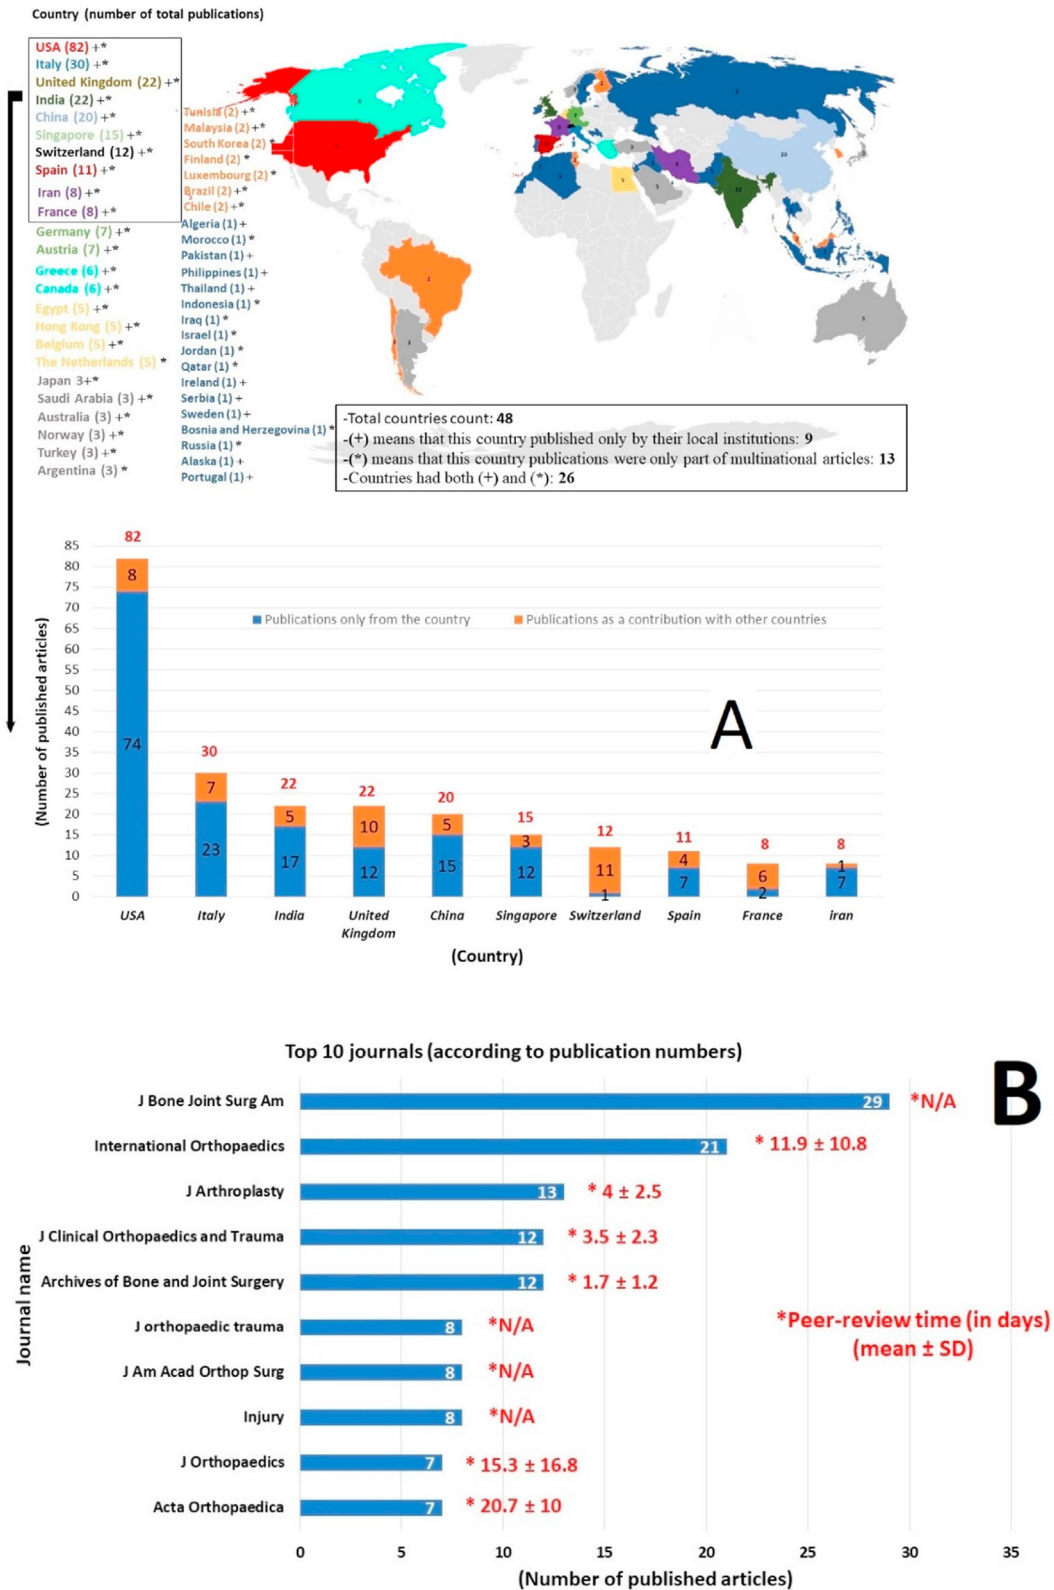 Country (number of total publications)
USA (82) +*
Italy (30) +*
United Kingdom (22) +*
India (22) +*
China (20) +*
Singapore (15) +*
Switzerland (12) +*
Spain (11) +*
Iran (8) +*
France (8) +*
Germany (7) +*
Austria (7) +*
Greece (6) +*
Canada (6) +*
Egypt (5) +*
Hong Kong (5) +*
Belgium (5) +*
The Netherlands (5) *
Japan 3+*
Saudi Arabia (3) +*
Australia (3) +*
Norway (3) +*
Turkey (3) +*
Argentina (3) *
Tunisia (2) +*
Malaysia (2) +*
South Korea (2) *
Finland (2) *
Luxembourg (2) *
Brazil (2) +*
Chile (2) +*
Algeria (1) +
Morocco (1) *
Pakistan (1) +
Philippines (1) +
Thailand (1) +
Indonesia (1) *
Iraq (1) *
Israel (1) *
Jordan (1) *
Qatar (1) *
Ireland (1) +
Serbia (1) +
Sweden (1) +
Bosnia and Herzegovina (1) *
Russia (1) *
Alaska (1) +
Portugal (1) +
-Total countries count: 48
-(+) means that this country published only by their local institutions: 9
-(*) means that this country publications were only part of multinational articles: 13
-Countries had both (+) and (*): 26
(Number of published articles)
85
80
75
70
65
60
55
50
45
40
35
30
25
20
15
10
5
0
Publications only from the country
Publications as a contribution with other countries
A
82
8
74
30
7
23
22
5
17
22
10
12
20
5
15
15
3
12
12
11
1
11
4
7
8
6
2
8
1
7
USA
Italy
India
United
Kingdom
China
Singapore
Switzerland
Spain
France
iran
(Country)
Top 10 journals (according to publication numbers)
B
Journal name
J Bone Joint Surg Am 29 *N/A
International Orthopaedics 21 * 11.9 ± 10.8
J Arthroplasty 13 * 4 ± 2.5
J Clinical Orthopaedics and Trauma 12 * 3.5 ± 2.3
Archives of Bone and Joint Surgery 12 * 1.7 ± 1.2
J orthopaedic trauma 8 *N/A
J Am Acad Orthop Surg 8 *N/A
Injury 8 *N/A
J Orthopaedics 7 * 15.3 ± 16.8
Acta Orthopaedica 7 * 20.7 ± 10
*Peer-review time (in days)
(mean ± SD)
0 5 10 15 20 25 30 35
(Number of published articles)